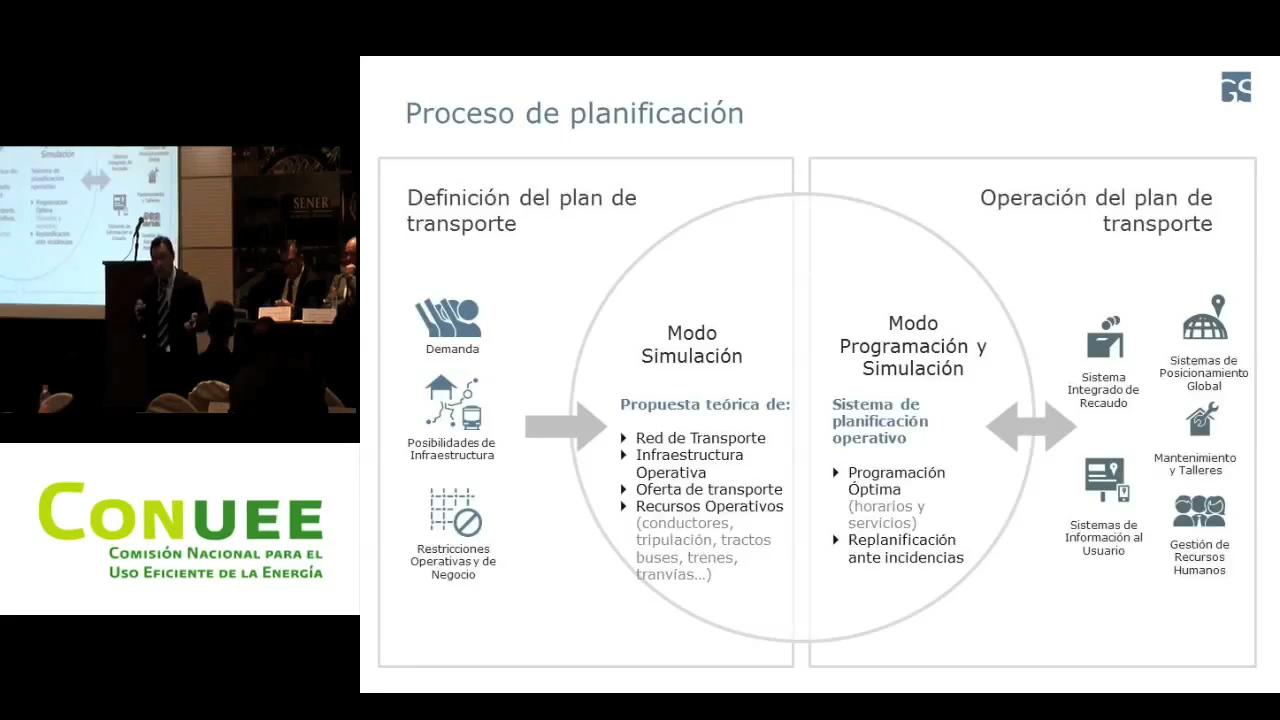 Proceso de planificación
GS
Definición del plan de
transporte
Demanda
Posibilidades de
Infraestructura
Restricciones
Operativas y de
Negocio
Modo
Simulación
Propuesta teórica de:
Red de Transporte
Infraestructura
Operativa
Oferta de transporte
Recursos Operativos
(conductores,
tripulación, tractos
buses, trenes,
tranvías…)
Operación del plan de
transporte
Modo
Programación y
Simulación
Sistema de
planificación
operativo
Programación
Óptima
(horarios y
servicios)
Replanificación
ante incidencias
Sistema
Integrado de
Recaudo
Sistemas de
Posicionamiento
Global
Mantenimiento
y Talleres
Sistemas de
Información al
Usuario
Gestión de
Recursos
Humanos
Simulación
SENER
CONUEE
COMISIÓN NACIONAL PARA EL
USO EFICIENTE DE LA ENERGÍA